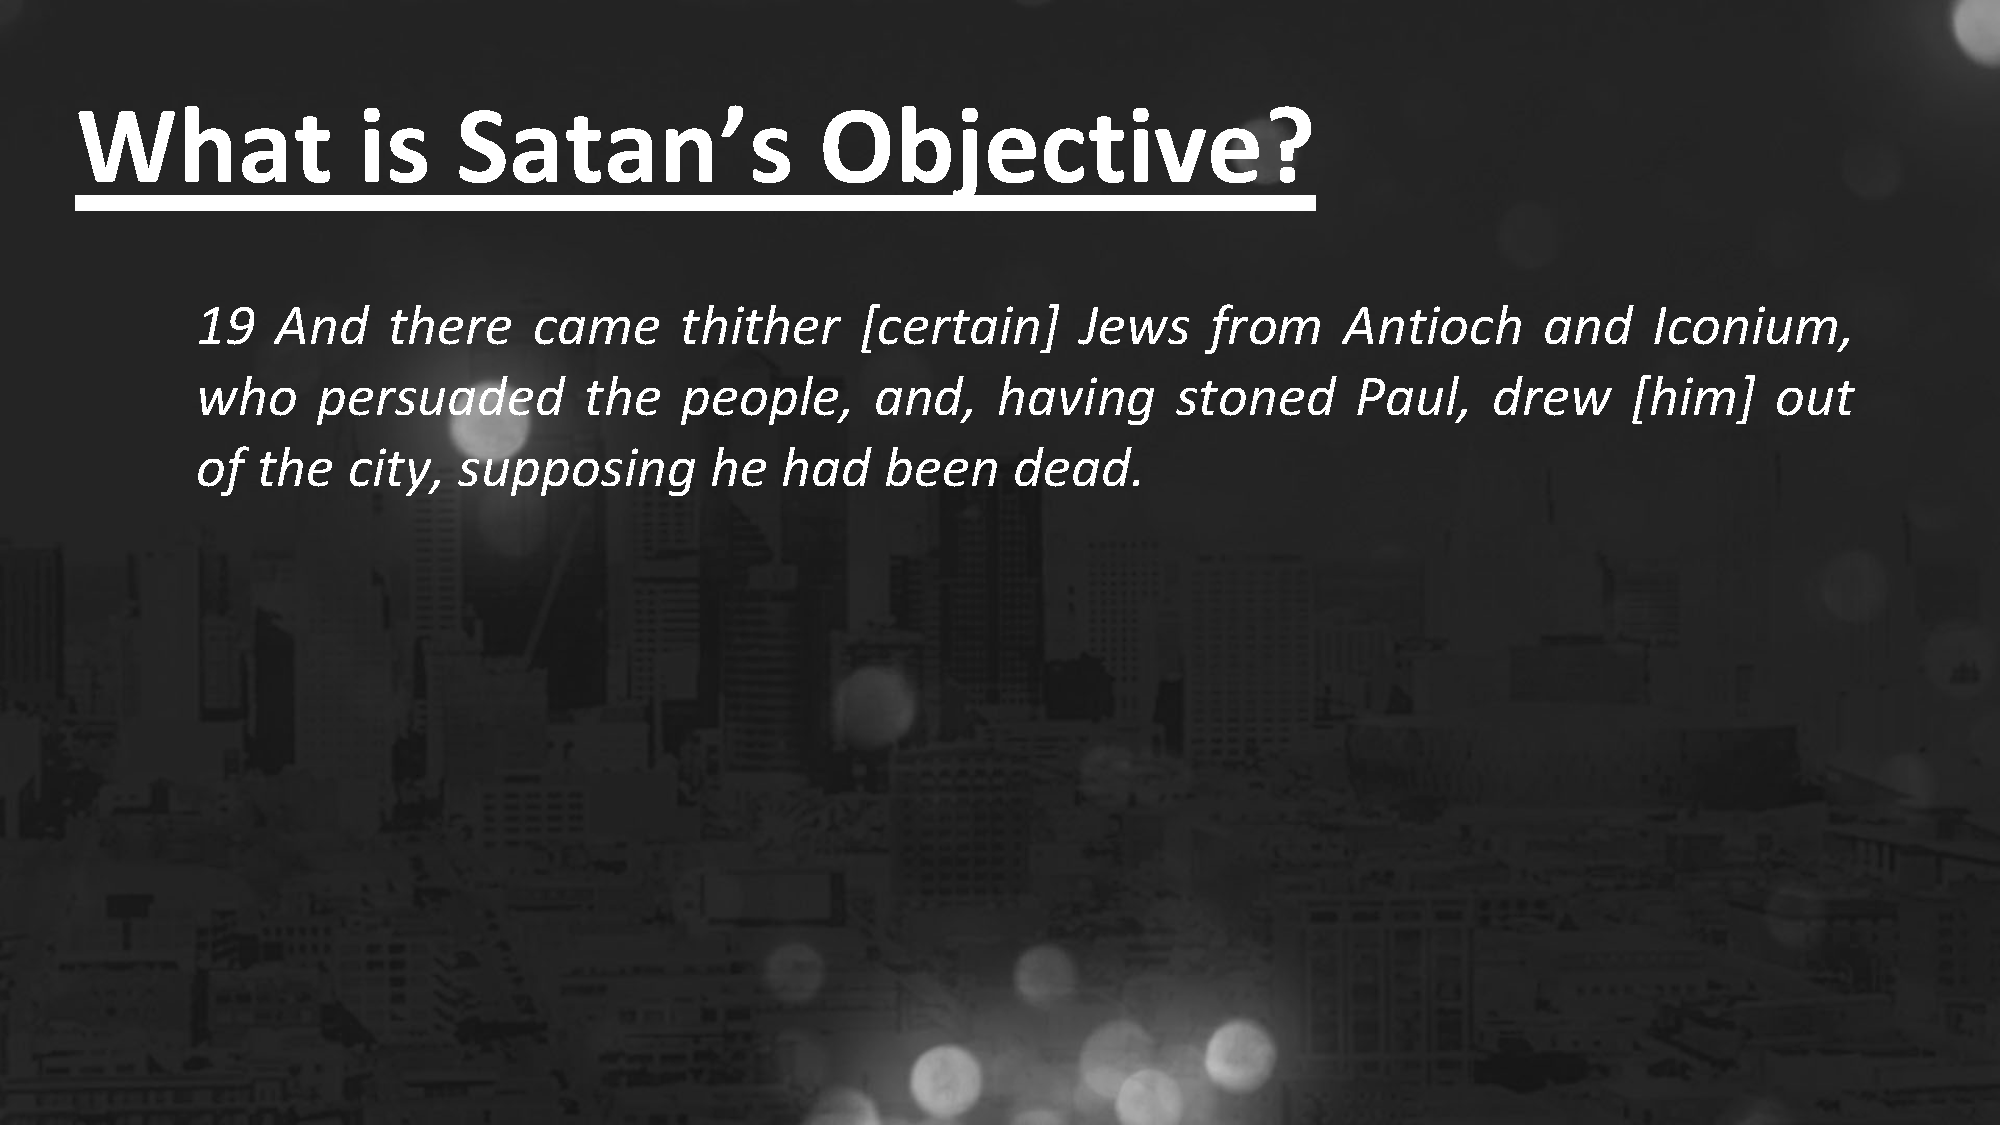 What is Satan’s Objective?
19 And there came thither [certain] Jews from Antioch and Iconium,
who persuaded the people, and, having stoned Paul, drew [him] out
of the city, supposing he had been dead.